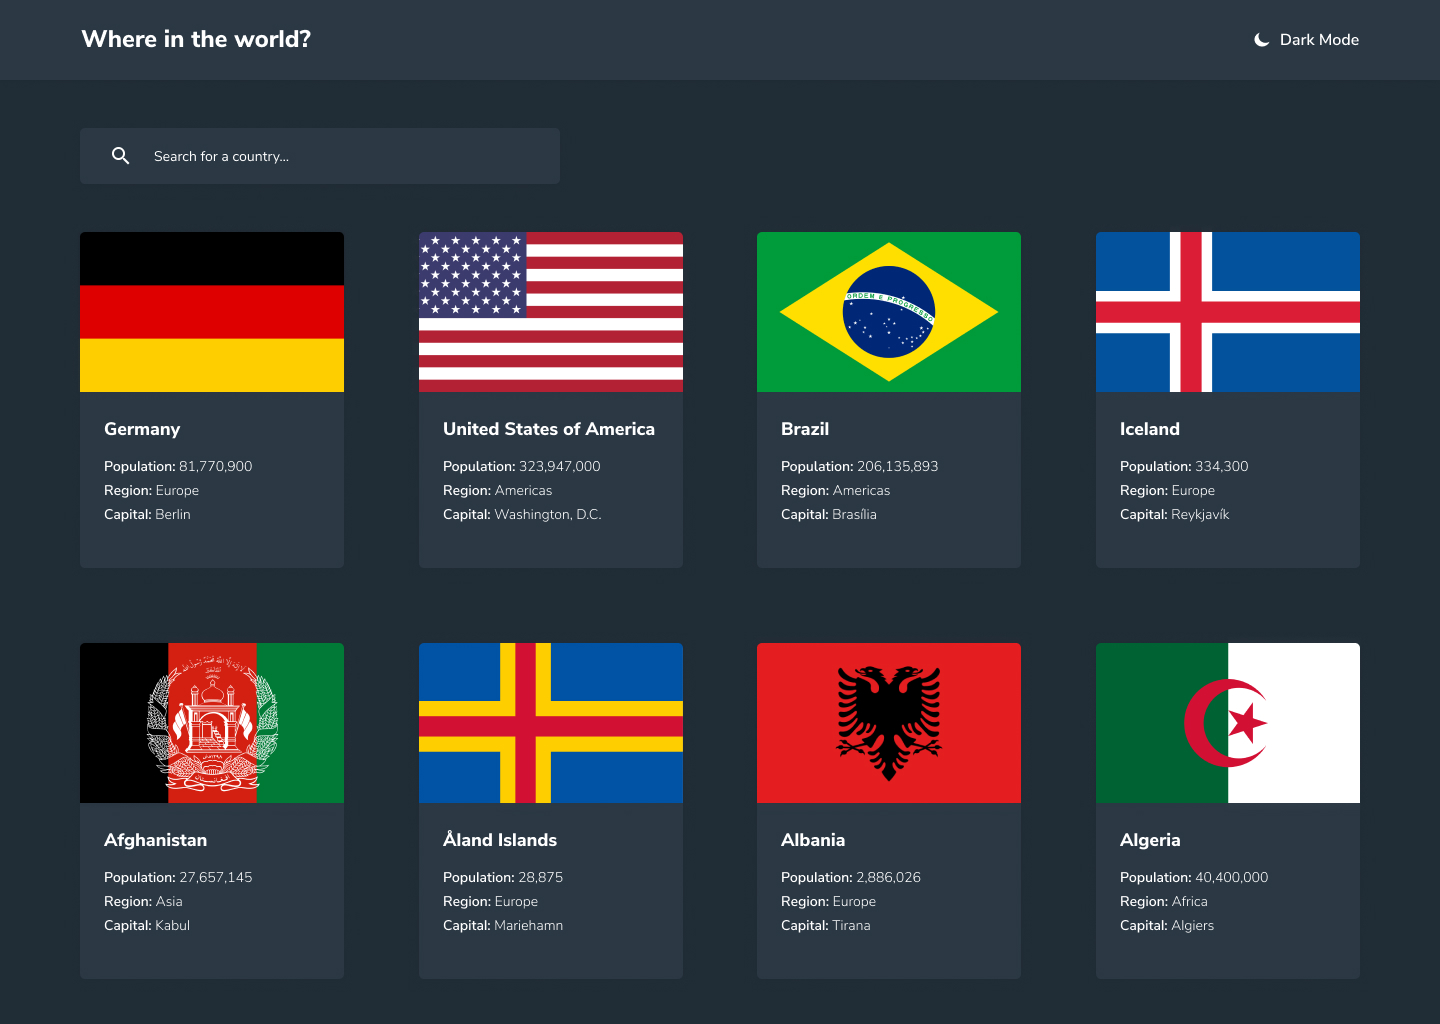 Where in the world?
Dark Mode
Search for a country…
ORDEM E PROGRESSO
Germany
Population: 81,770,900
Region: Europe
Capital: Berlin
United States of America
Population: 323,947,000
Region: Americas
Capital: Washington, D.C.
Brazil
Population: 206,135,893
Region: Americas
Capital: Brasília
Iceland
Population: 334,300
Region: Europe
Capital: Reykjavík
Afghanistan
Population: 27,657,145
Region: Asia
Capital: Kabul
Åland Islands
Population: 28,875
Region: Europe
Capital: Mariehamn
Albania
Population: 2,886,026
Region: Europe
Capital: Tirana
Algeria
Population: 40,400,000
Region: Africa
Capital: Algiers